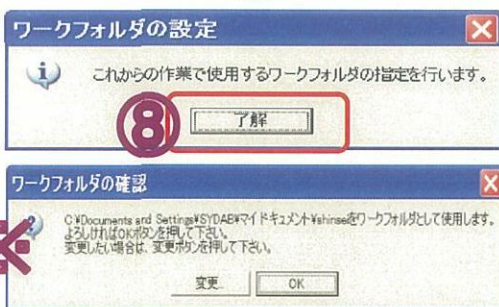 ワークフォルダの設定
これからの作業で使用するワークフォルダの指定を行います。
⑧
了解
ワークフォルダの確認
C:¥Documents and Settings¥SYDAB¥マイ ドキュメント¥shinseiをワークフォルダとして使用します。
よろしければOKボタンを押して下さい。
変更したい場合は、変更ボタンを押して下さい。
変更 OK